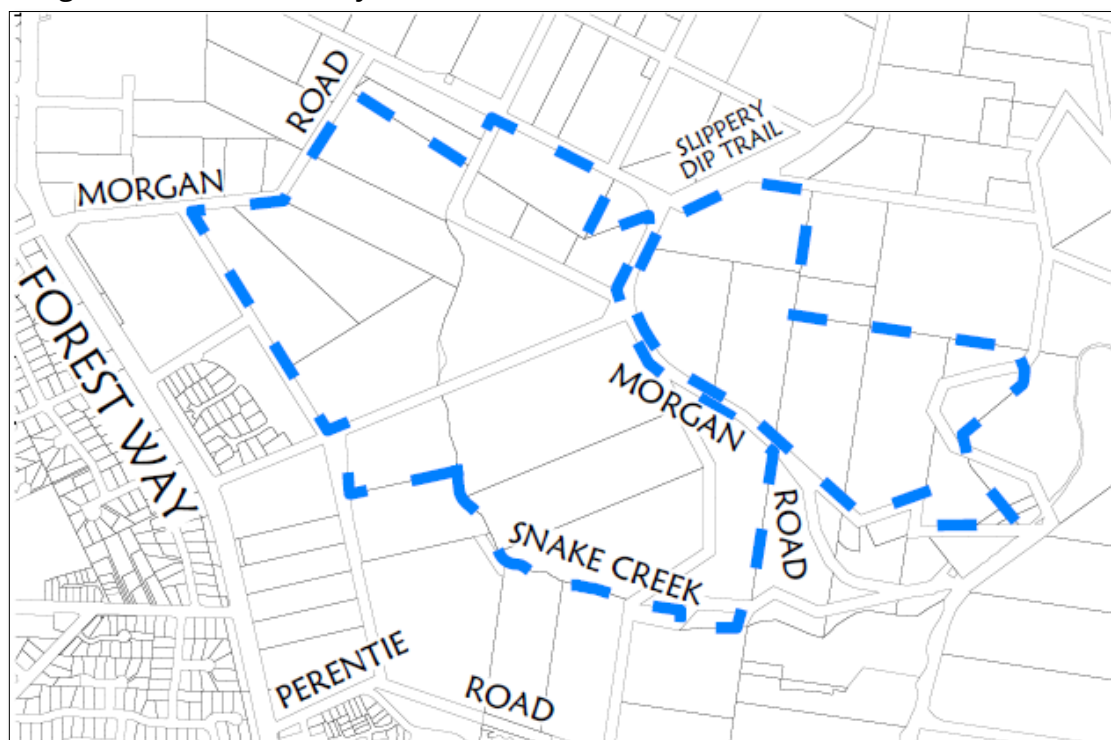 ROAD
SLIPPERY
DIP TRAIL
MORGAN
FOREST WAY
MORGAN
ROAD
SNAKE CREEK
PERENTIE
ROAD